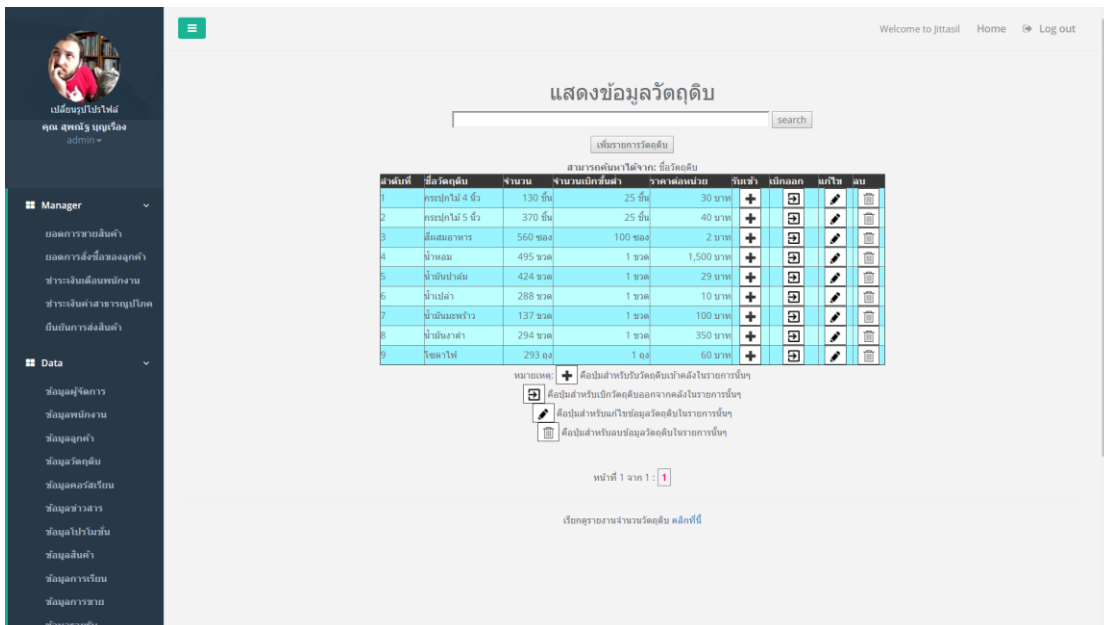 Welcome to Jittasil Home Log out
เปลี่ยนรูปโปรไฟล์
คุณ สุพณัฐ บุญเรือง
admin
Manager
ยอดการขายสินค้า
ยอดการสั่งซื้อของลูกค้า
ชำระเงินเดือนพนักงาน
ชำระเงินค่าสาธารณูปโภค
ยืนยันการส่งสินค้า
Data
ข้อมูลผู้จัดการ
ข้อมูลพนักงาน
ข้อมูลลูกค้า
ข้อมูลวัตถุดิบ
ข้อมูลคอร์สเรียน
ข้อมูลข่าวสาร
ข้อมูลโปรโมชั่น
ข้อมูลสินค้า
ข้อมูลการเรียน
ข้อมูลการขาย
แสดงข้อมูลวัตถุดิบ
search
เพิ่มรายการวัตถุดิบ
สามารถค้นหาได้จาก: ชื่อวัตถุดิบ
ลำดับที่ ชื่อวัตถุดิบ จำนวน จำนวนเบิกขั้นต่ำ ราคาต่อหน่วย รับเข้า เบิกออก แก้ไข ลบ
1 กระปุกไม้ 4 นิ้ว 130 ชิ้น 25 ชิ้น 30 บาท
2 กระปุกไม้ 5 นิ้ว 370 ชิ้น 25 ชิ้น 40 บาท
3 สีผสมอาหาร 560 ซอง 100 ซอง 2 บาท
4 น้ำหอม 495 ขวด 1 ขวด 1,500 บาท
5 น้ำมันปาล์ม 424 ขวด 1 ขวด 29 บาท
6 น้ำเปล่า 288 ขวด 1 ขวด 10 บาท
7 น้ำมันมะพร้าว 137 ขวด 1 ขวด 100 บาท
8 น้ำมันงาดำ 294 ขวด 1 ขวด 350 บาท
9 โซดาไฟ 293 ถุง 1 ถุง 60 บาท
หมายเหตุ: คือปุ่มสำหรับรับวัตถุดิบเข้าคลังในรายการนั้นๆ
คือปุ่มสำหรับเบิกวัตถุดิบออกจากคลังในรายการนั้นๆ
คือปุ่มสำหรับแก้ไขข้อมูลวัตถุดิบในรายการนั้นๆ
คือปุ่มสำหรับลบข้อมูลวัตถุดิบในรายการนั้นๆ
หน้าที่ 1 จาก 1 : 1
เรียกดูรายงานจำนวนวัตถุดิบ คลิกที่นี่